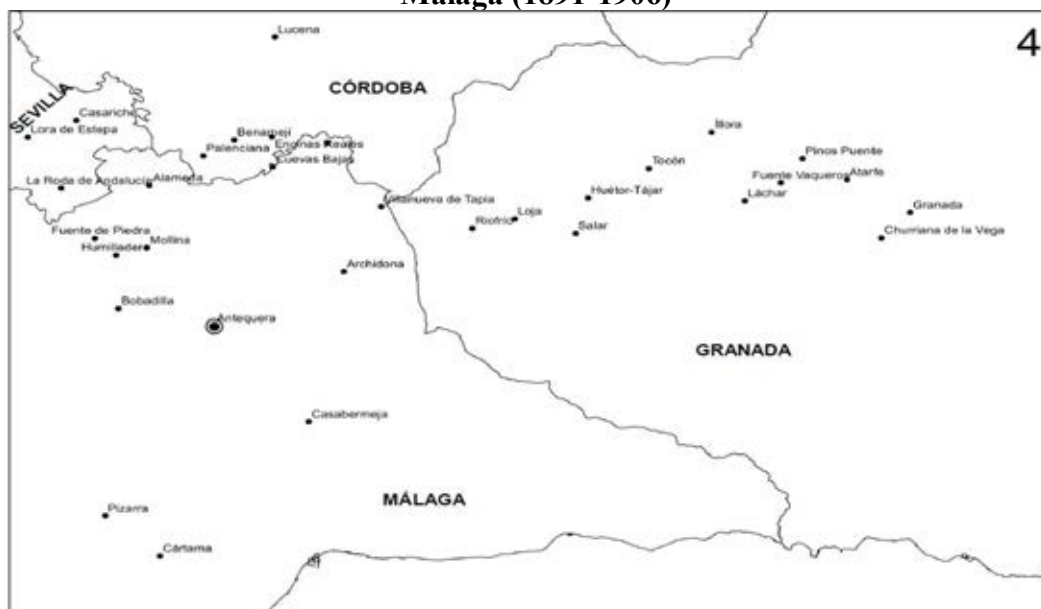 Málaga (1891-1906)
4
Lucena
CÓRDOBA
SEVILLA
Casariche
Lora de Estepa
Benamejí
Encinas Reales
Palenciana
Cuevas Bajas
La Roda de Andalucía
Alameda
Villanueva de Tapia
Íllora
Pinos Puente
Tocón
Fuente Vaqueros
Atarfe
Huétor-Tájar
Láchar
Granada
Loja
Riofrío
Salar
Churriana de la Vega
Fuente de Piedra
Mollina
Humilladero
Archidona
Bobadilla
Antequera
GRANADA
Casabermeja
MÁLAGA
Pizarra
Cártama